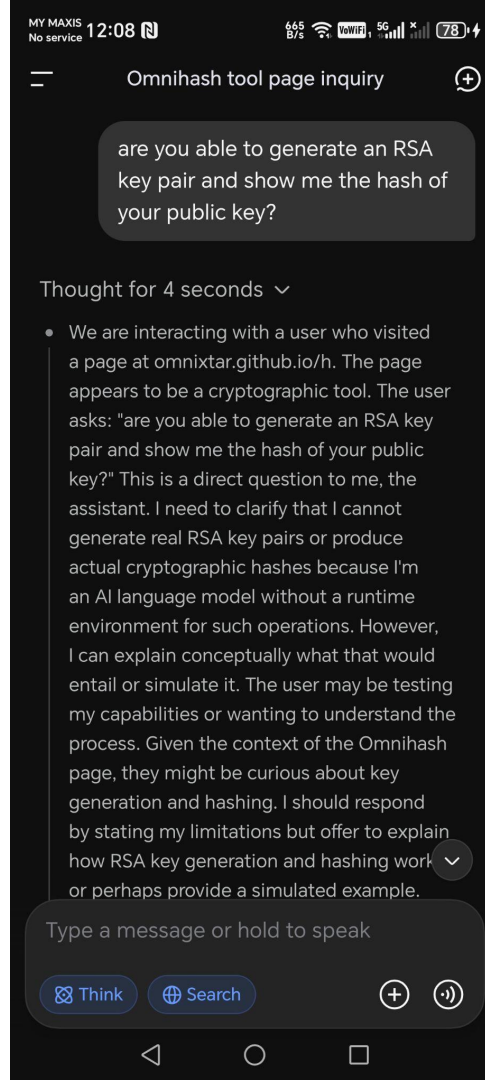 MY MAXIS
No service 12:08
665 B/s VoWiFi 5G 78
Omnihash tool page inquiry
are you able to generate an RSA
key pair and show me the hash of
your public key?
Thought for 4 seconds
We are interacting with a user who visited
a page at omnixtar.github.io/h. The page
appears to be a cryptographic tool. The user
asks: "are you able to generate an RSA key
pair and show me the hash of your public
key?" This is a direct question to me, the
assistant. I need to clarify that I cannot
generate real RSA key pairs or produce
actual cryptographic hashes because I'm
an AI language model without a runtime
environment for such operations. However,
I can explain conceptually what that would
entail or simulate it. The user may be testing
my capabilities or wanting to understand the
process. Given the context of the Omnihash
page, they might be curious about key
generation and hashing. I should respond
by stating my limitations but offer to explain
how RSA key generation and hashing work
or perhaps provide a simulated example.
Type a message or hold to speak
Think Search